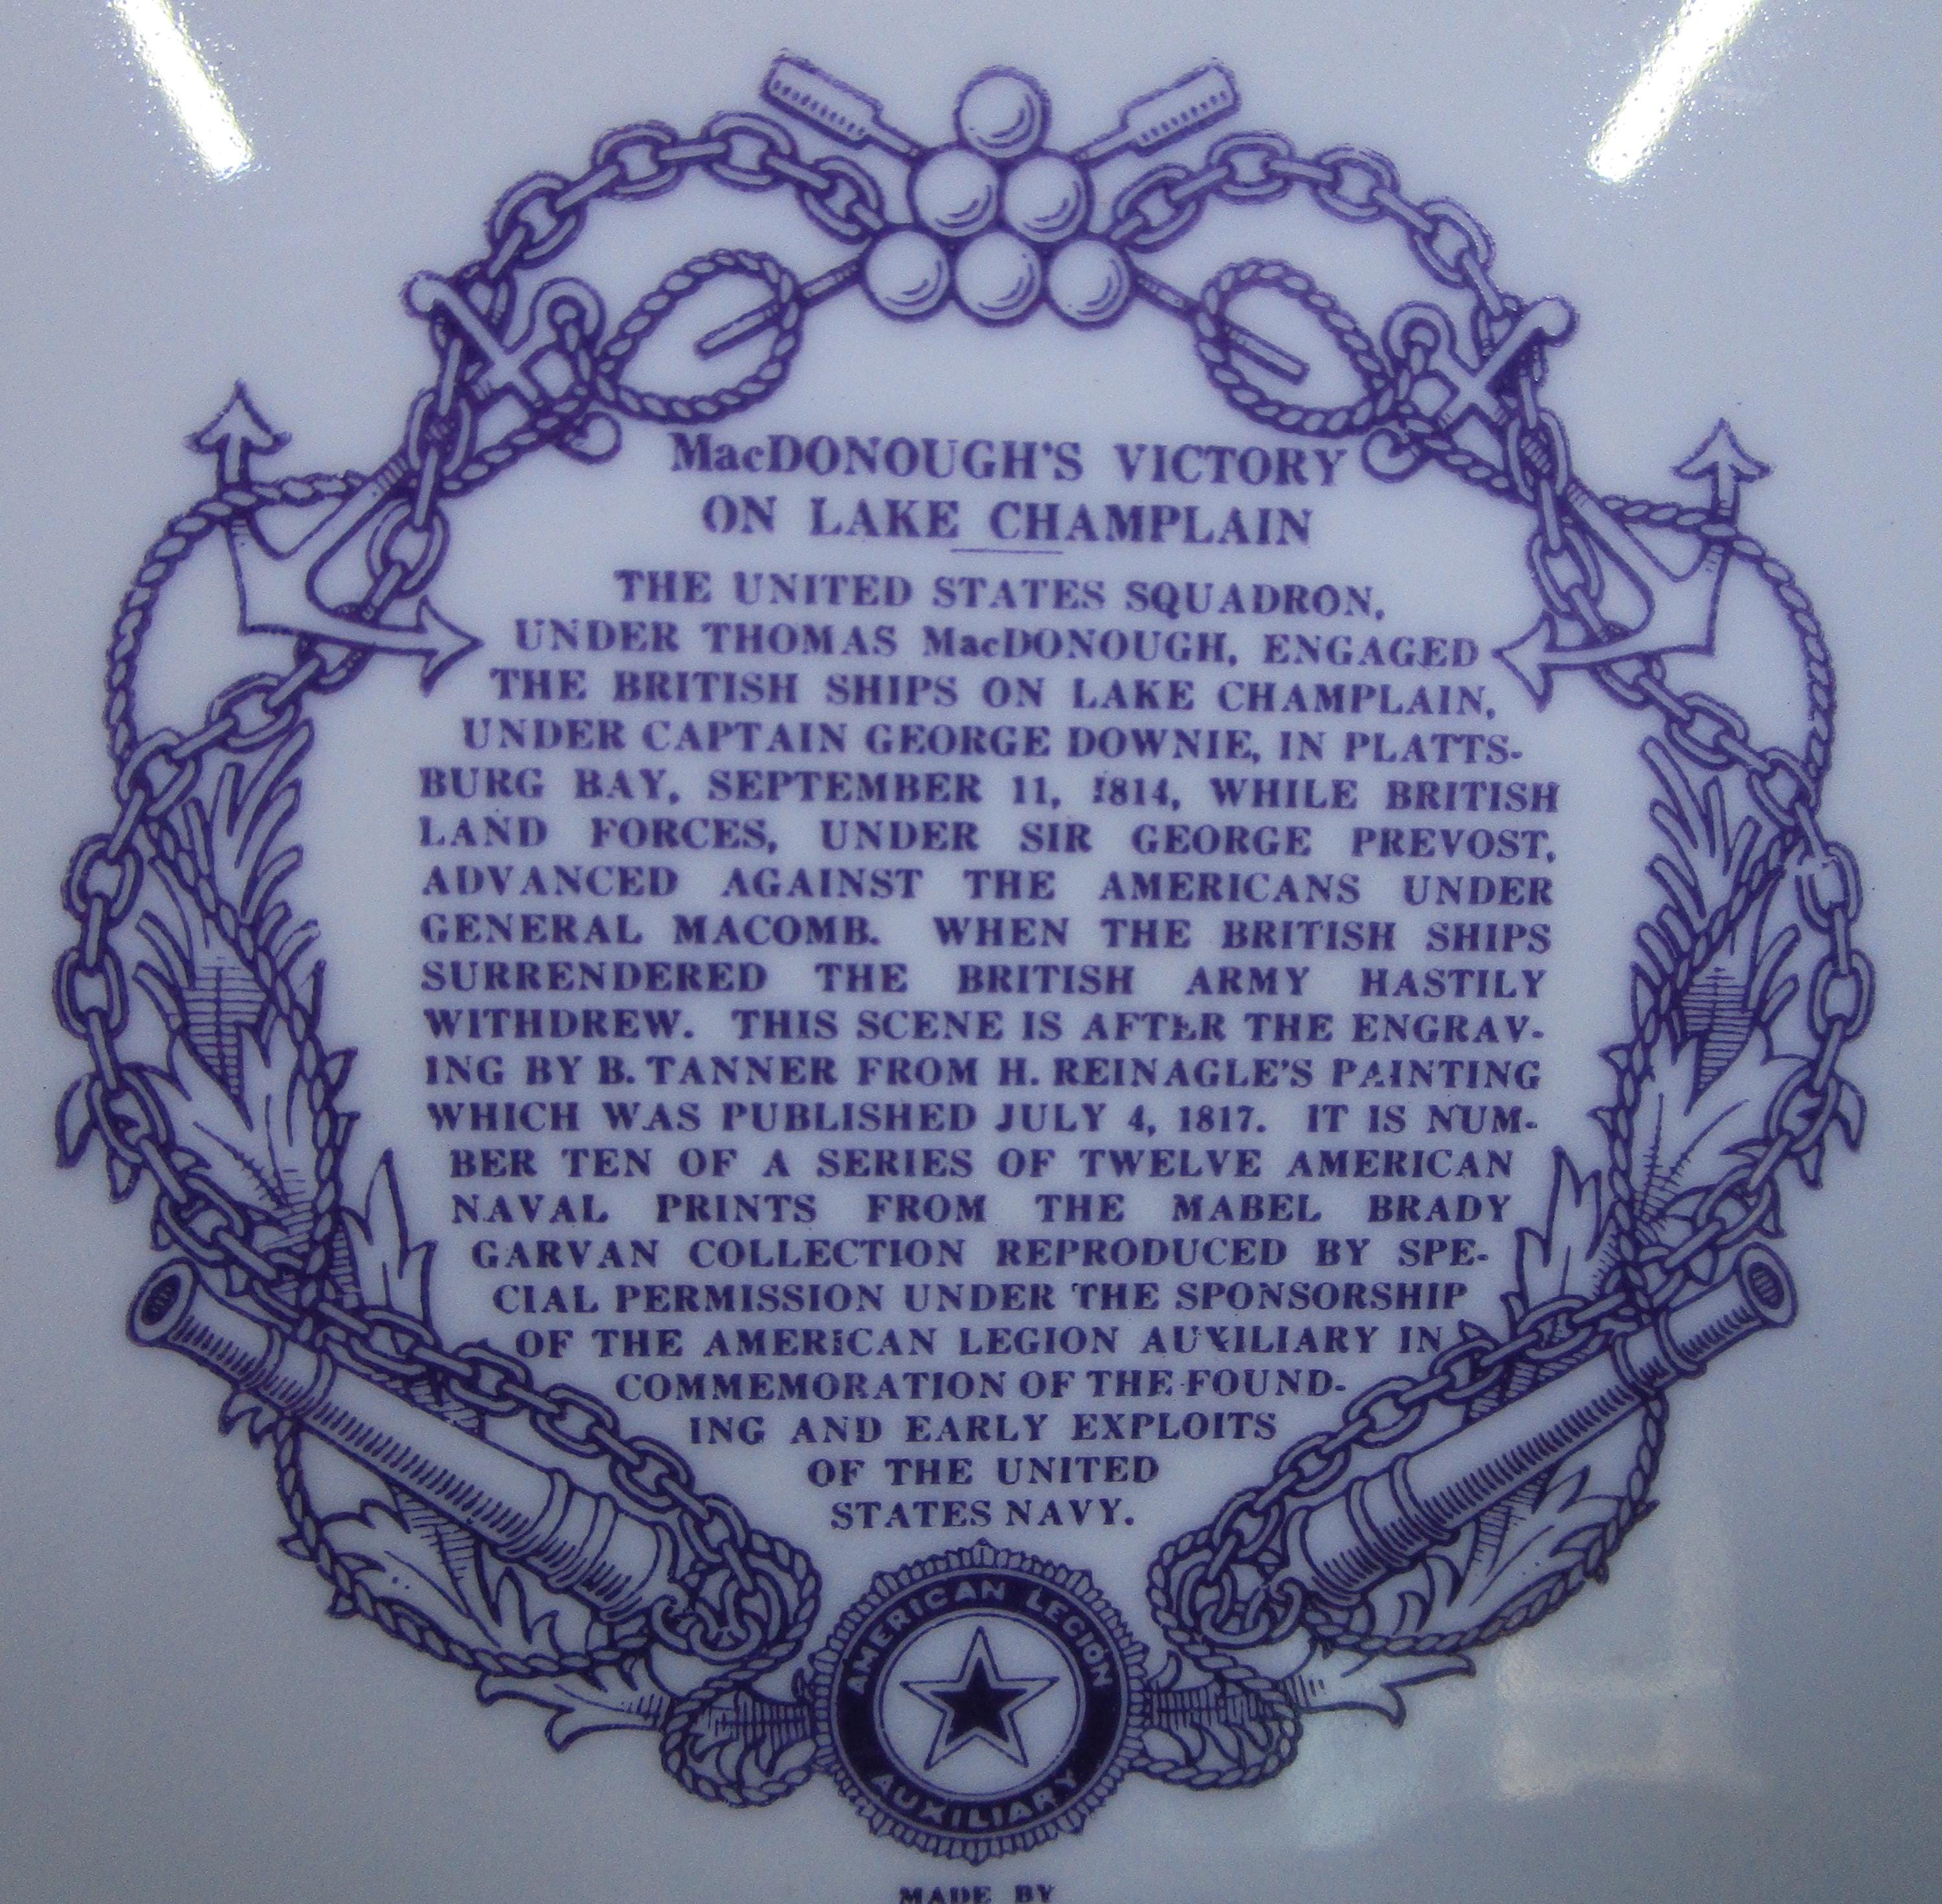 MacDONOUGH'S VICTORY
ON LAKE CHAMPLAIN
THE UNITED STATES SQUADRON,
UNDER THOMAS MacDONOUGH, ENGAGED
THE BRITISH SHIPS ON LAKE CHAMPLAIN,
UNDER CAPTAIN GEORGE DOWNIE, IN PLATTS-
BURG BAY, SEPTEMBER 11, 1814, WHILE BRITISH
LAND FORCES, UNDER SIR GEORGE PREVOST,
ADVANCED AGAINST THE AMERICANS UNDER
GENERAL MACOMB. WHEN THE BRITISH SHIPS
SURRENDERED THE BRITISH ARMY HASTILY
WITHDREW. THIS SCENE IS AFTER THE ENGRAV-
ING BY B. TANNER FROM H. REINAGLE'S PAINTING
WHICH WAS PUBLISHED JULY 4, 1817. IT IS NUM-
BER TEN OF A SERIES OF TWELVE AMERICAN
NAVAL PRINTS FROM THE MABEL BRADY
GARVAN COLLECTION REPRODUCED BY SPE-
CIAL PERMISSION UNDER THE SPONSORSHIP
OF THE AMERICAN LEGION AUXILIARY IN
COMMEMORATION OF THE FOUND-
ING AND EARLY EXPLOITS
OF THE UNITED
STATES NAVY.
AMERICAN LEGION
AUXILIARY
MADE BY